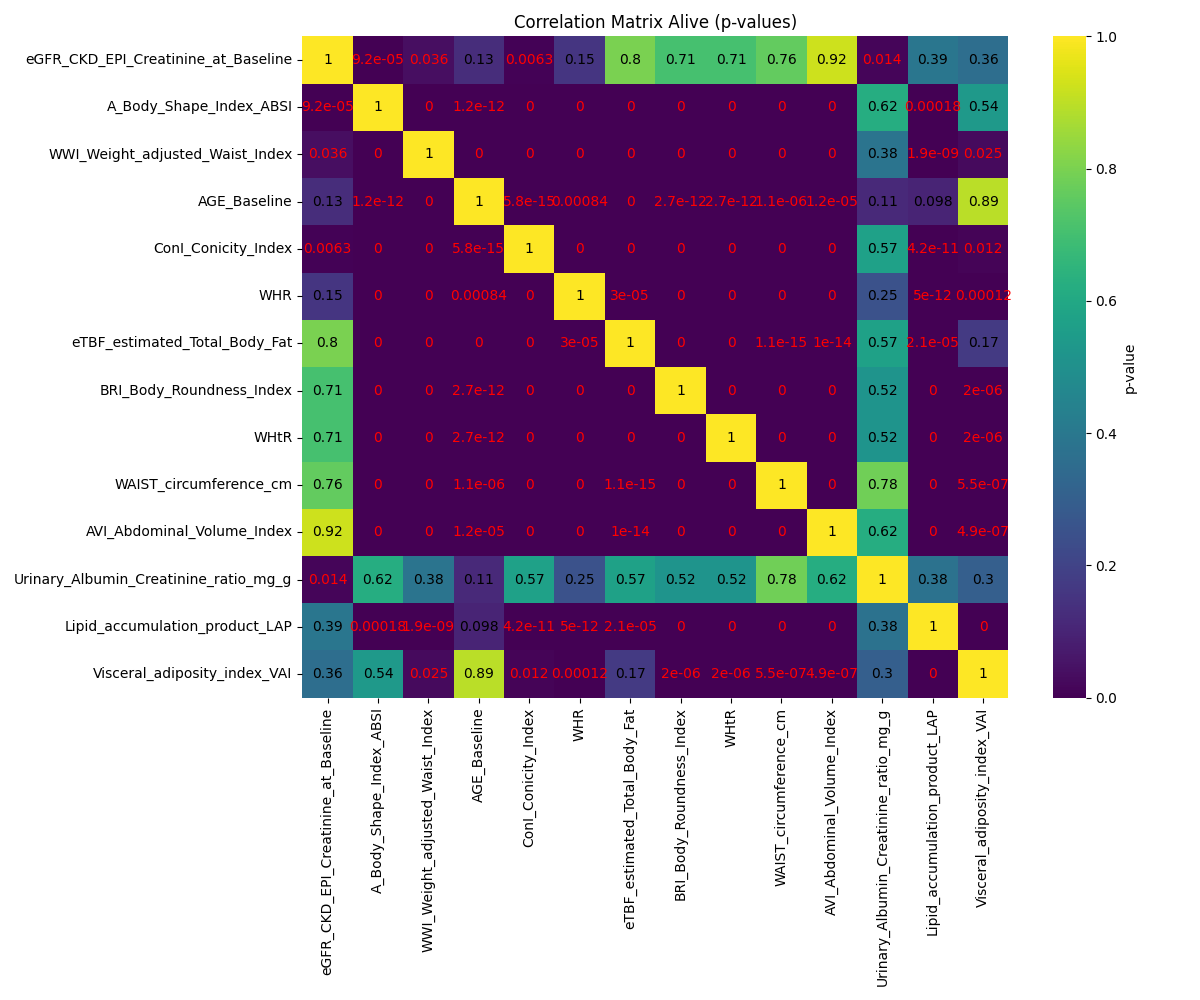 Correlation Matrix Alive (p-values)
eGFR_CKD_EPI_Creatinine_at_Baseline 1 9.2e-05 0.036 0.13 0.0063 0.15 0.8 0.71 0.71 0.76 0.92 0.014 0.39 0.36
A_Body_Shape_Index_ABSI 9.2e-05 1 0 1.2e-12 0 0 0 0 0 0 0 0.62 0.00018 0.54
WWI_Weight_adjusted_Waist_Index 0.036 0 1 0 0 0 0 0 0 0 0 0.38 1.9e-09 0.025
AGE_Baseline 0.13 1.2e-12 0 1 5.8e-15 0.00084 0 2.7e-12 2.7e-12 1.1e-06 1.2e-05 0.11 0.098 0.89
ConI_Conicity_Index 0.0063 0 0 5.8e-15 1 0 0 0 0 0 0 0.57 4.2e-11 0.012
WHR 0.15 0 0 0.00084 0 1 3e-05 0 0 0 0 0.25 5e-12 0.00012
eTBF_estimated_Total_Body_Fat 0.8 0 0 0 0 3e-05 1 0 0 1.1e-15 1e-14 0.57 2.1e-05 0.17
BRI_Body_Roundness_Index 0.71 0 0 2.7e-12 0 0 0 1 0 0 0 0.52 0 2e-06
WHtR 0.71 0 0 2.7e-12 0 0 0 0 1 0 0 0.52 0 2e-06
WAIST_circumference_cm 0.76 0 0 1.1e-06 0 0 1.1e-15 0 0 1 0 0.78 0 5.5e-07
AVI_Abdominal_Volume_Index 0.92 0 0 1.2e-05 0 0 1e-14 0 0 0 1 0.62 0 4.9e-07
Urinary_Albumin_Creatinine_ratio_mg_g 0.014 0.62 0.38 0.11 0.57 0.25 0.57 0.52 0.52 0.78 0.62 1 0.38 0.3
Lipid_accumulation_product_LAP 0.39 0.00018 1.9e-09 0.098 4.2e-11 5e-12 2.1e-05 0 0 0 0 0.38 1 0
Visceral_adiposity_index_VAI 0.36 0.54 0.025 0.89 0.012 0.00012 0.17 2e-06 2e-06 5.5e-07 4.9e-07 0.3 0 1
eGFR_CKD_EPI_Creatinine_at_Baseline
A_Body_Shape_Index_ABSI
WWI_Weight_adjusted_Waist_Index
AGE_Baseline
ConI_Conicity_Index
WHR
eTBF_estimated_Total_Body_Fat
BRI_Body_Roundness_Index
WHtR
WAIST_circumference_cm
AVI_Abdominal_Volume_Index
Urinary_Albumin_Creatinine_ratio_mg_g
Lipid_accumulation_product_LAP
Visceral_adiposity_index_VAI
1.0
0.8
0.6
0.4
0.2
0.0
p-value